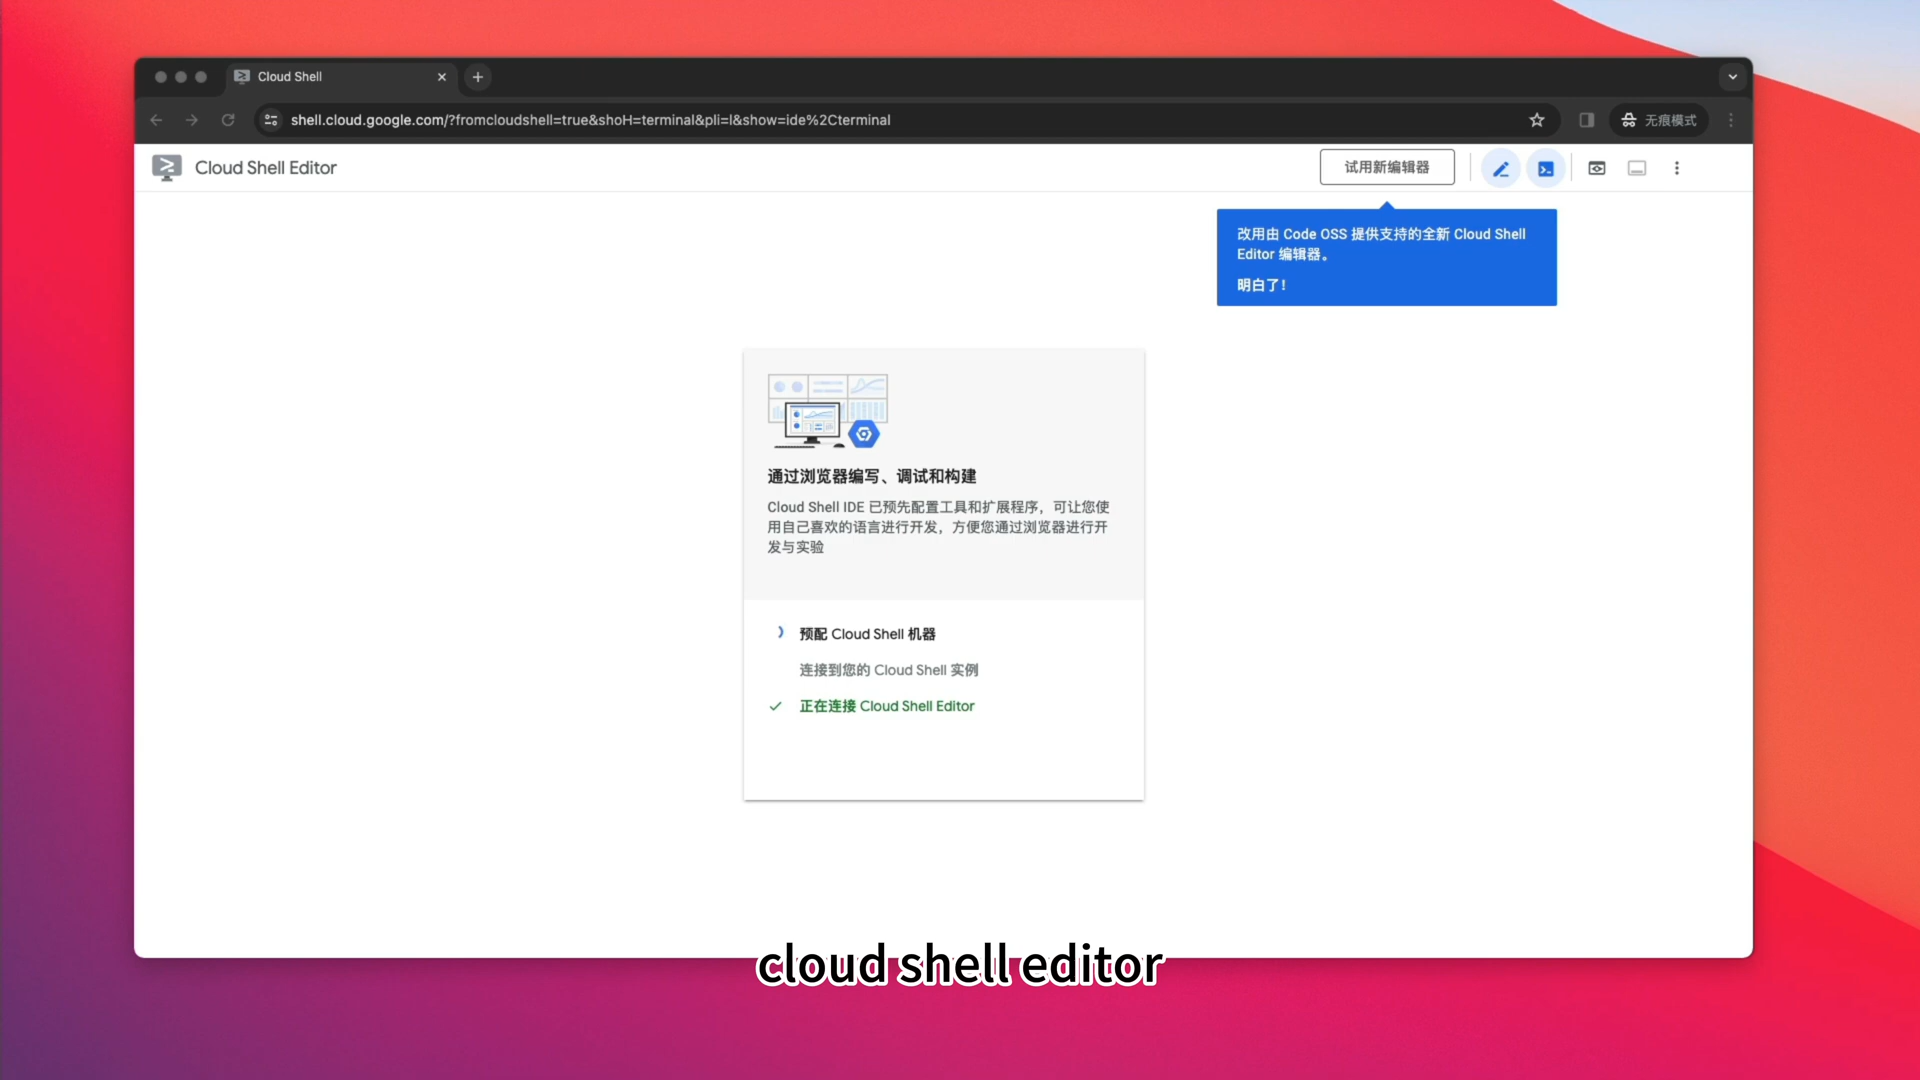 Cloud Shell
shell.cloud.google.com/?fromcloudshell=true&shoH=terminal&pli=l&show=ide%2Cterminal
无痕模式
Cloud Shell Editor
试用新编辑器
改用由 Code OSS 提供支持的全新 Cloud Shell
Editor 编辑器。
明白了！
通过浏览器编写、调试和构建
Cloud Shell IDE 已预先配置工具和扩展程序，可让您使
用自己喜欢的语言进行开发，方便您通过浏览器进行开
发与实验
预配 Cloud Shell 机器
连接到您的 Cloud Shell 实例
正在连接 Cloud Shell Editor
cloud shell editor